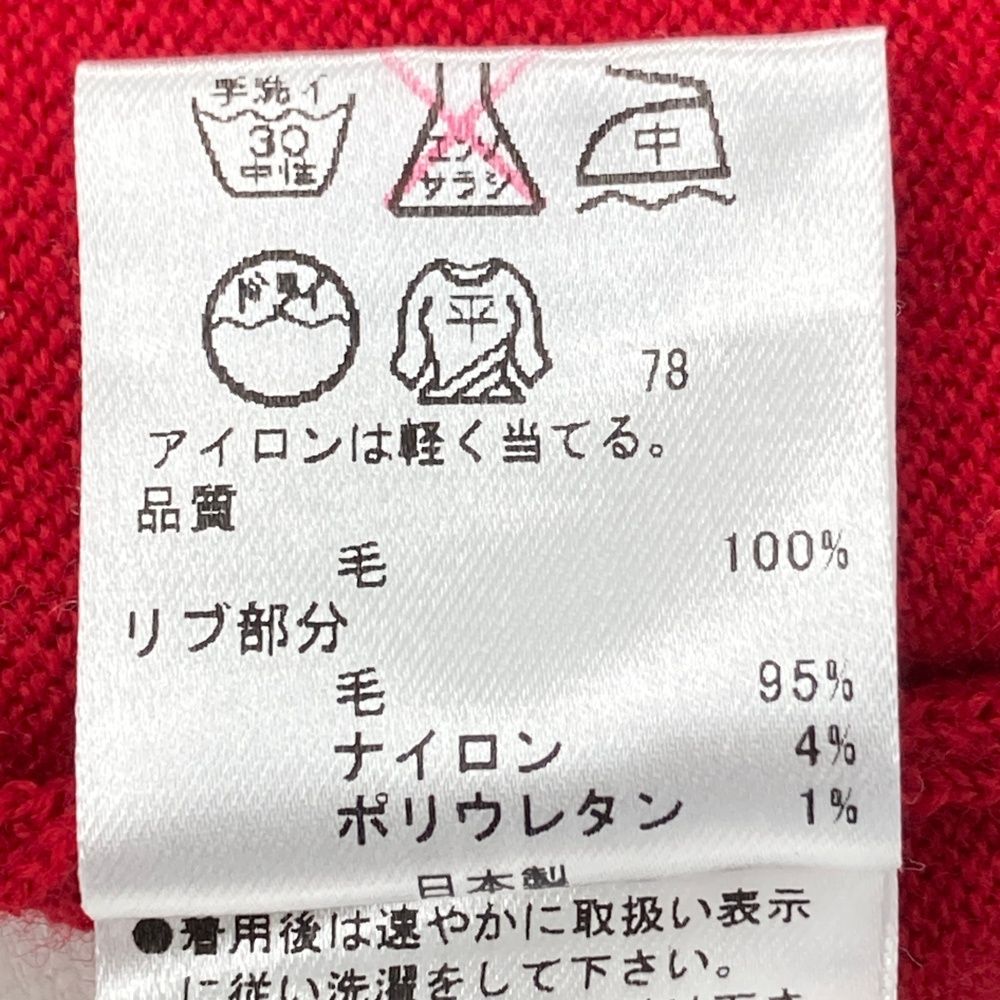 手洗イ
30
中性
エンソ
サラシ
中
ドライ
平
78
アイロンは軽く当てる。
品質
毛 100%
リブ部分
毛 95%
ナイロン 4%
ポリウレタン 1%
日本製
●着用後は速やかに取扱い表示
に従い洗濯をして下さい。